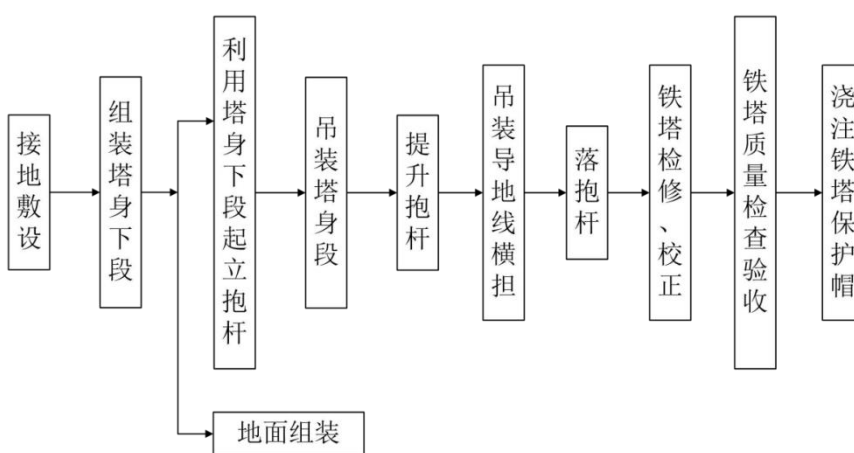 接地敷设
组装塔身下段
利用塔身下段起立抱杆
吊装塔身段
提升抱杆
吊装导地线横担
落抱杆
铁塔检修、校正
铁塔质量检查验收
浇注铁塔保护帽
地面组装